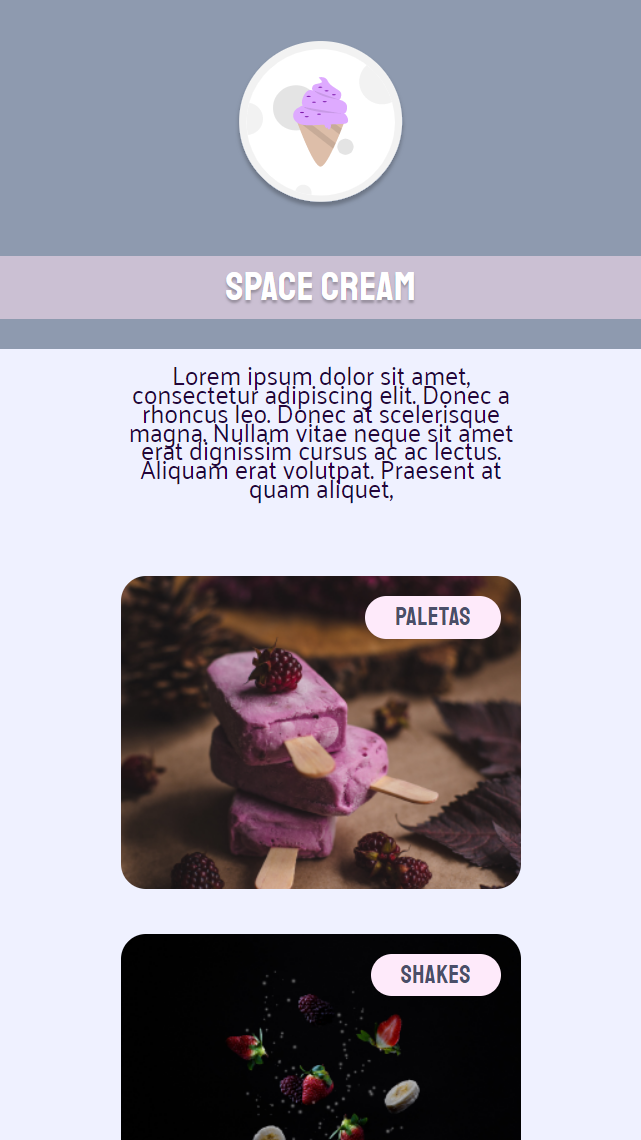 SPACE CREAM
Lorem ipsum dolor sit amet,
consectetur adipiscing elit. Donec a
rhoncus leo. Donec at scelerisque
magna. Nullam vitae neque sit amet
erat dignissim cursus ac ac lectus.
Aliquam erat volutpat. Praesent at
quam aliquet,
PALETAS
SHAKES